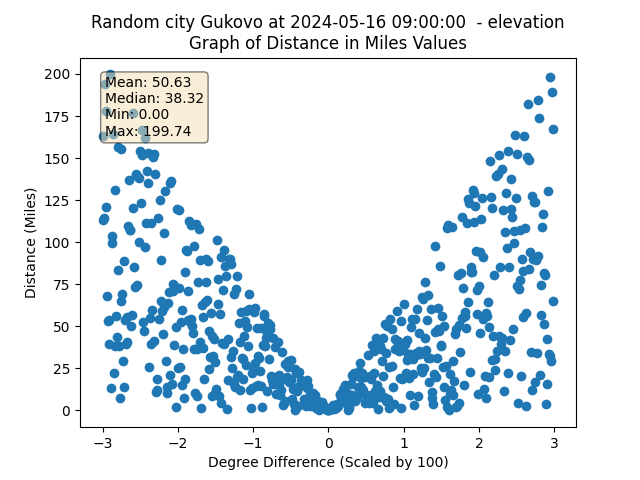 Random city Gukovo at 2024-05-16 09:00:00  - elevation
Graph of Distance in Miles Values
Mean: 50.63
Median: 38.32
Min: 0.00
Max: 199.74
200
175
150
125
100
75
50
25
0
Distance (Miles)
−3 −2 −1 0 1 2 3
Degree Difference (Scaled by 100)